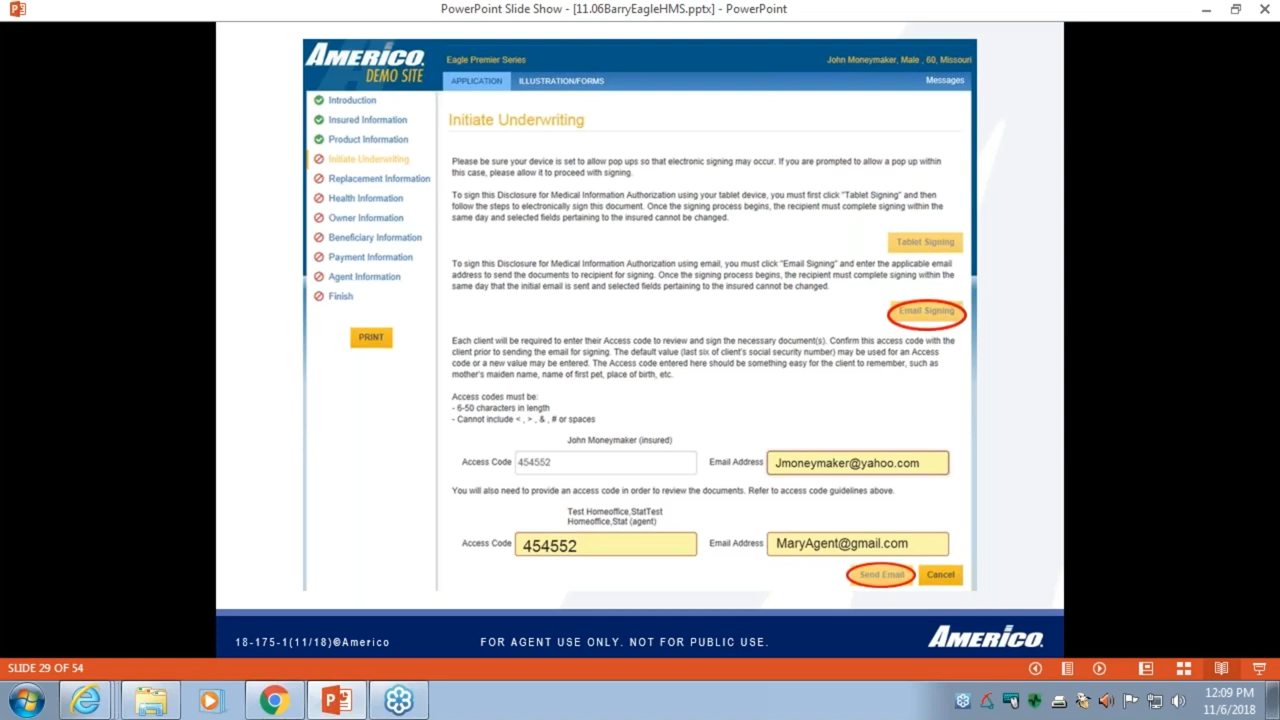 PowerPoint Slide Show - [11.06BarryEagleHMS.pptx] - PowerPoint
AMERICO
DEMO SITE
Eagle Premier Series
John Moneymaker, Male , 60, Missouri
APPLICATION
ILLUSTRATION/FORMS
Messages
Introduction
Insured Information
Product Information
Initiate Underwriting
Replacement Information
Health Information
Owner Information
Beneficiary Information
Payment Information
Agent Information
Finish
PRINT
Initiate Underwriting
Please be sure your device is set to allow pop ups so that electronic signing may occur. If you are prompted to allow a pop up within
this case, please allow it to proceed with signing.
To sign this Disclosure for Medical Information Authorization using your tablet device, you must first click "Tablet Signing" and then
follow the steps to electronically sign this document. Once the signing process begins, the recipient must complete signing within the
same day and selected fields pertaining to the insured cannot be changed.
Tablet Signing
To sign this Disclosure for Medical Information Authorization using email, you must click "Email Signing" and enter the applicable email
address to send the documents to recipient for signing. Once the signing process begins, the recipient must complete signing within the
same day that the initial email is sent and selected fields pertaining to the insured cannot be changed.
Email Signing
Each client will be required to enter their Access code to review and sign the necessary document(s). Confirm this access code with the
client prior to sending the email for signing. The default value (last six of client's social security number) may be used for an Access
code or a new value may be entered. The Access code entered here should be something easy for the client to remember, such as
mother's maiden name, name of first pet, place of birth, etc.
Access codes must be:
- 6-50 characters in length
- Cannot include < , > , & , # or spaces
John Moneymaker (insured)
Access Code 454552 Email Address Jmoneymaker@yahoo.com
You will also need to provide an access code in order to review the documents. Refer to access code guidelines above.
Test Homeoffice,StatTest
Homeoffice,Stat (agent)
Access Code 454552 Email Address MaryAgent@gmail.com
Send Email Cancel
18-175-1(11/18)©Americo
FOR AGENT USE ONLY. NOT FOR PUBLIC USE.
AMERICO.
SLIDE 29 OF 54
12:09 PM
11/6/2018